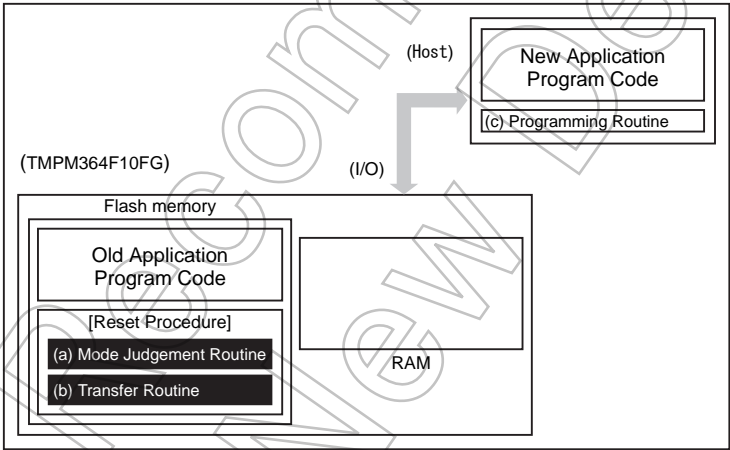 (Host)
New Application
Program Code
(c) Programming Routine
(TMPM364F10FG)
(I/O)
Flash memory
Old Application
Program Code
[Reset Procedure]
(a) Mode Judgement Routine
(b) Transfer Routine
RAM